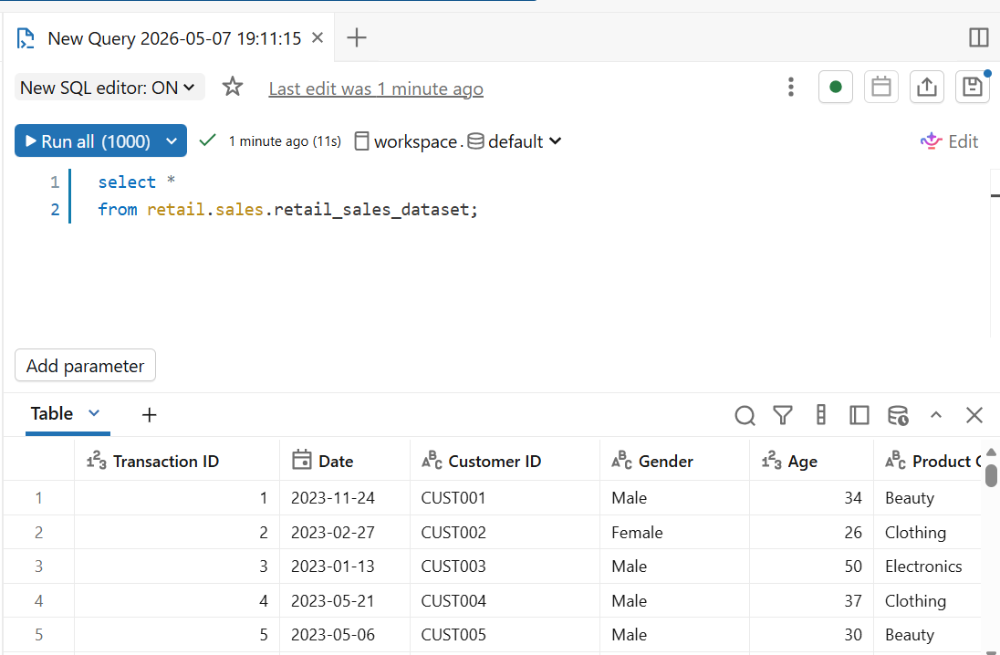 New Query 2026-05-07 19:11:15
New SQL editor: ON
Last edit was 1 minute ago
Run all (1000) 1 minute ago (11s) workspace. default Edit
1 select *
2 from retail.sales.retail_sales_dataset;
Add parameter
Table
Transaction ID Date Customer ID Gender Age Product C
1 1 2023-11-24 CUST001 Male 34 Beauty
2 2 2023-02-27 CUST002 Female 26 Clothing
3 3 2023-01-13 CUST003 Male 50 Electronics
4 4 2023-05-21 CUST004 Male 37 Clothing
5 5 2023-05-06 CUST005 Male 30 Beauty